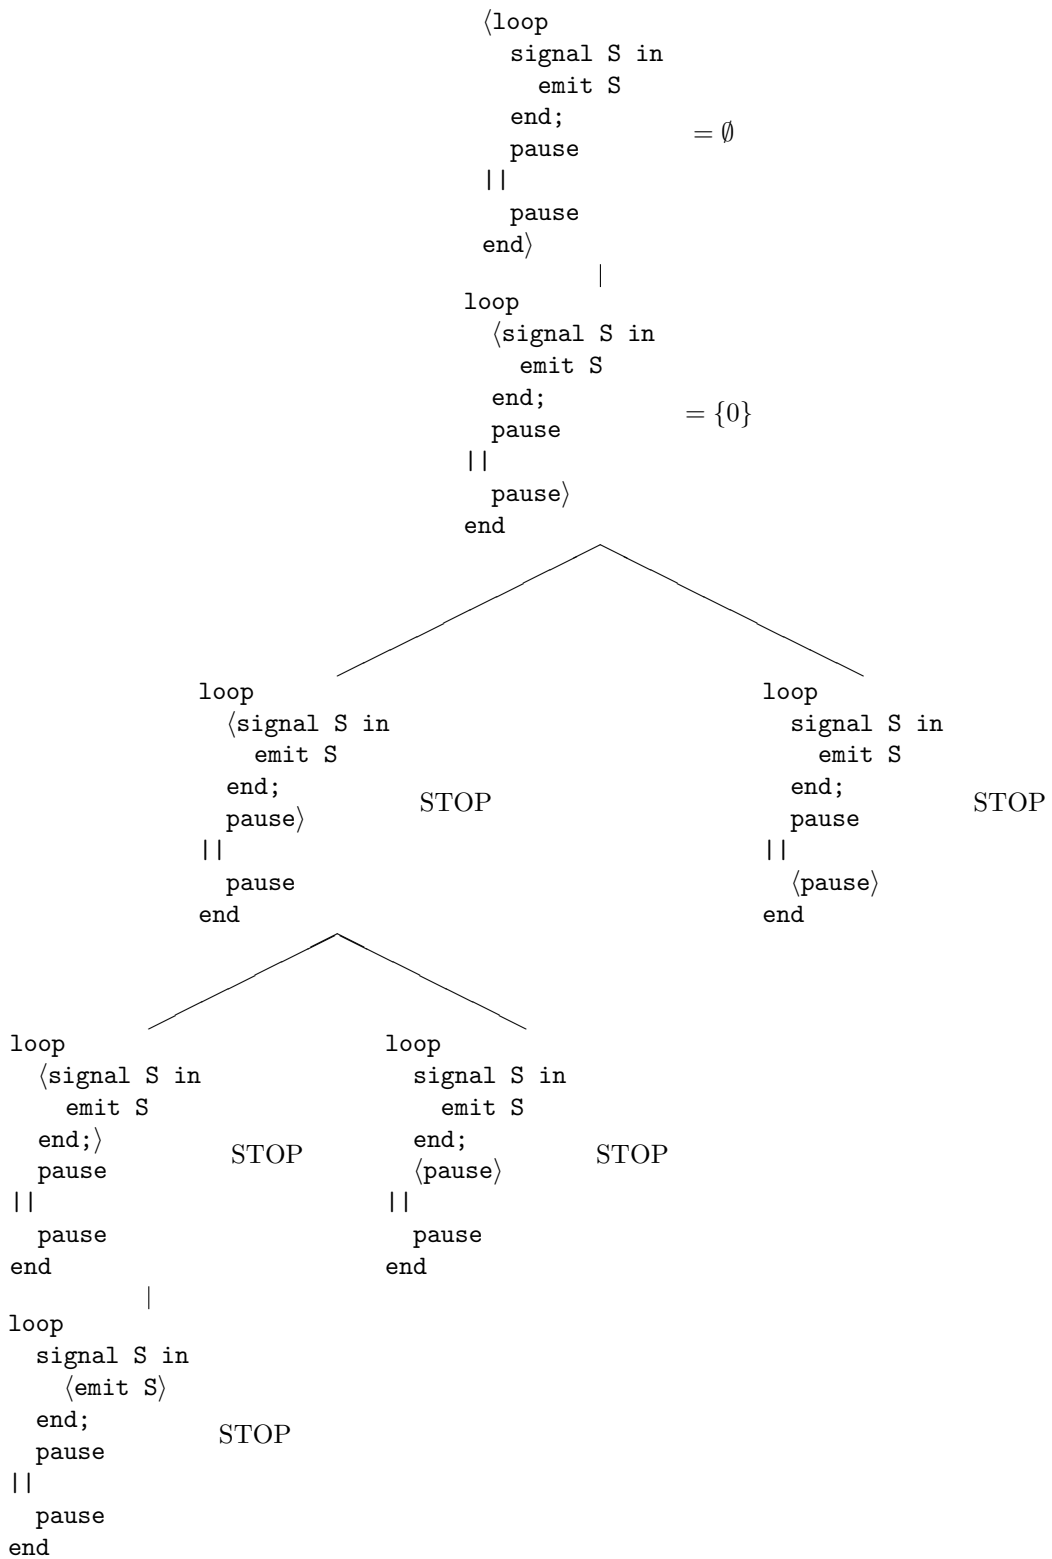 ⟨loop
signal S in
emit S
end;
pause
||
pause
end⟩
= ∅
loop
⟨signal S in
emit S
end;
pause
||
pause⟩
end
= {0}
loop
⟨signal S in
emit S
end;
pause⟩
||
pause
end
STOP
loop
signal S in
emit S
end;
pause
||
⟨pause⟩
end
STOP
loop
⟨signal S in
emit S
end;⟩
pause
||
pause
end
STOP
loop
signal S in
emit S
end;
⟨pause⟩
||
pause
end
STOP
loop
signal S in
⟨emit S⟩
end;
pause
||
pause
end
STOP